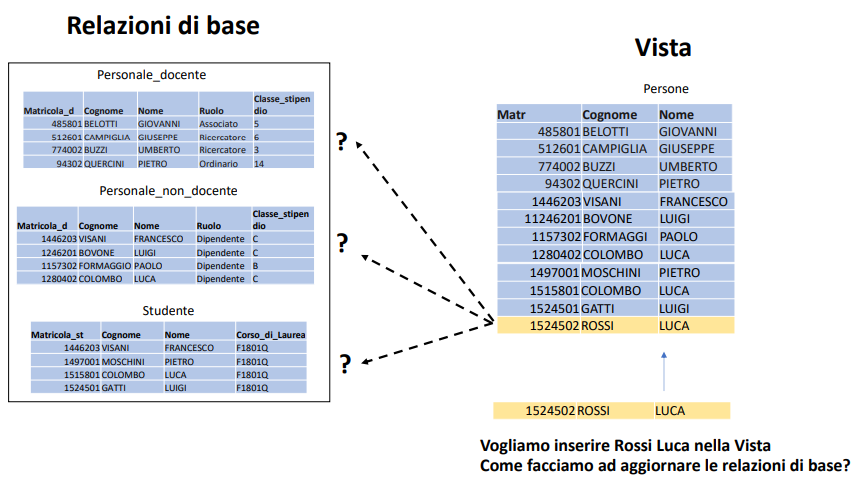 Relazioni di base
Personale_docente
Matricola_d Cognome Nome Ruolo Classe_stipen
dio
485801 BELOTTI GIOVANNI Associato 5
512601 CAMPIGLIA GIUSEPPE Ricercatore 6
774002 BUZZI UMBERTO Ricercatore 3
94302 QUERCINI PIETRO Ordinario 14
Personale_non_docente
Matricola_d Cognome Nome Ruolo Classe_stipen
dio
1446203 VISANI FRANCESCO Dipendente C
1246201 BOVONE LUIGI Dipendente C
1157302 FORMAGGIO PAOLO Dipendente B
1280402 COLOMBO LUCA Dipendente C
Studente
Matricola_st Cognome Nome Corso_di_Laurea
1446203 VISANI FRANCESCO F1801Q
1497001 MOSCHINI PIETRO F1801Q
1515801 COLOMBO LUCA F1801Q
1524501 GATTI LUIGI F1801Q
?
?
?
Vista
Persone
Matr Cognome Nome
485801 BELOTTI GIOVANNI
512601 CAMPIGLIA GIUSEPPE
774002 BUZZI UMBERTO
94302 QUERCINI PIETRO
1446203 VISANI FRANCESCO
11246201 BOVONE LUIGI
1157302 FORMAGGI PAOLO
1280402 COLOMBO LUCA
1497001 MOSCHINI PIETRO
1515801 COLOMBO LUCA
1524501 GATTI LUIGI
1524502 ROSSI LUCA
1524502 ROSSI LUCA
Vogliamo inserire Rossi Luca nella Vista
Come facciamo ad aggiornare le relazioni di base?